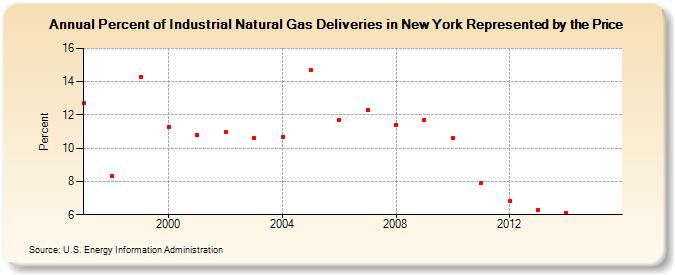 Annual Percent of Industrial Natural Gas Deliveries in New York Represented by the Price
16
14
12
10
8
6
Percent
2000 2004 2008 2012
Source: U.S. Energy Information Administration